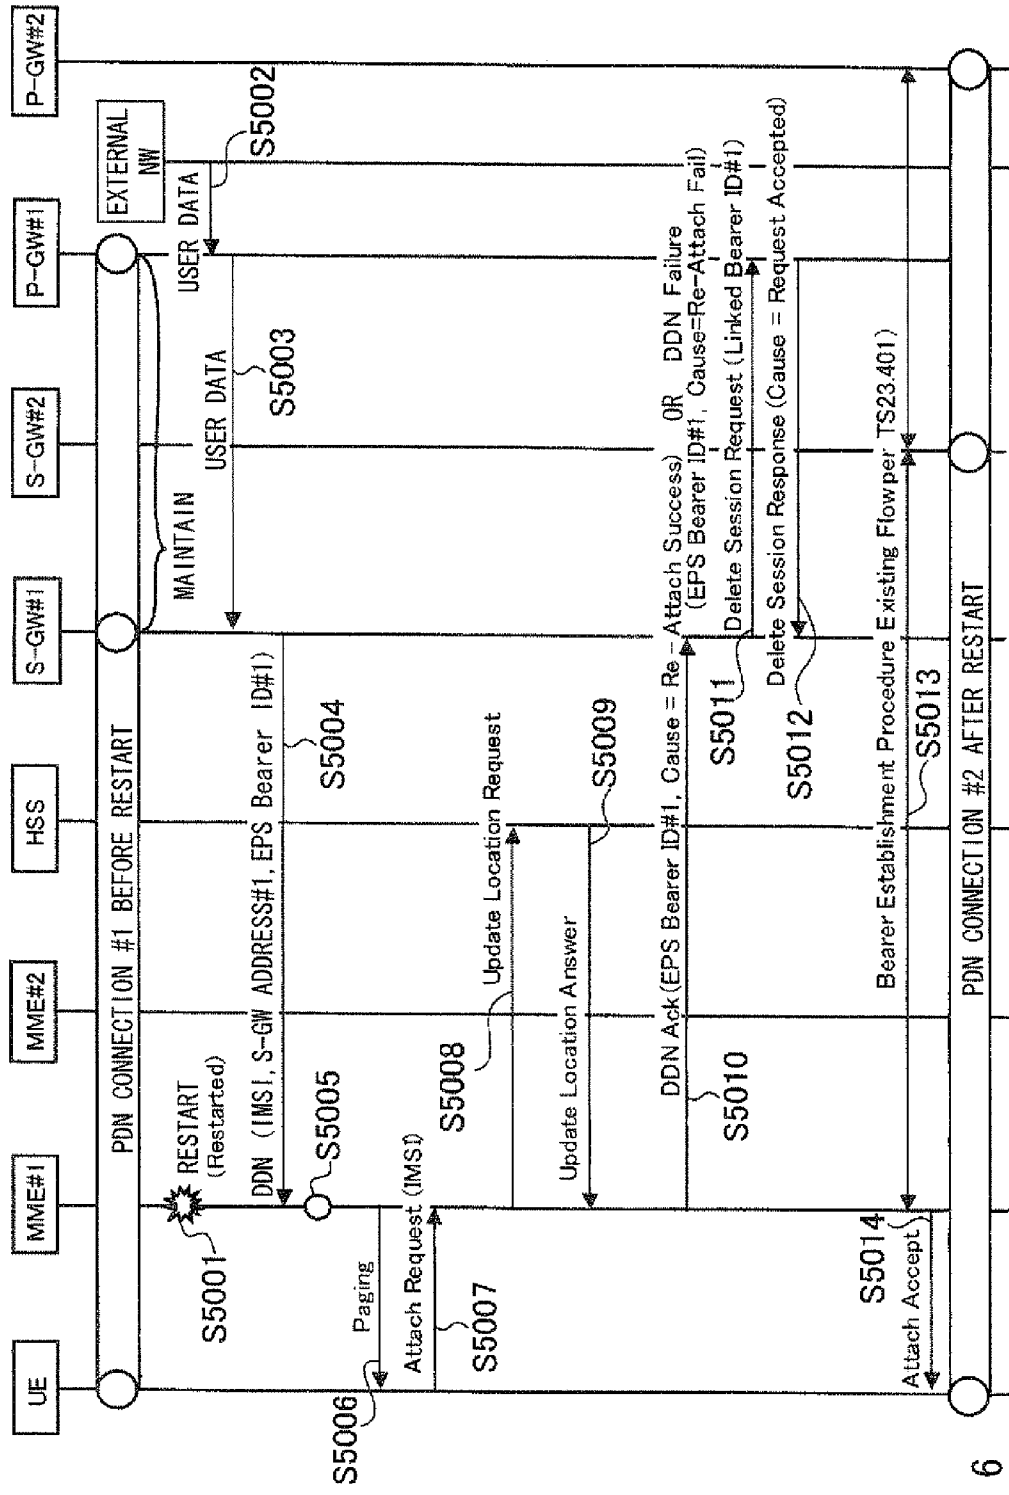 UE
MME#1
MME#2
HSS
S-GW#1
S-GW#2
P-GW#1
P-GW#2
EXTERNAL
NW
PDN CONNECTION #1 BEFORE RESTART
MAINTAIN
RESTART
(Restarted)
S5001
USER DATA
S5002
USER DATA
S5003
DDN (IMSI, S-GW ADDRESS#1, EPS Bearer ID#1)
S5004
S5005
Paging
S5006
Attach Request (IMSI)
S5007
Update Location Request
S5008
Update Location Answer
S5009
DDN Ack(EPS Bearer ID#1, Cause = Re-Attach Success) OR DDN Failure
(EPS Bearer ID#1, Cause=Re-Attach Fail)
S5010
Delete Session Request (Linked Bearer ID#1)
S5011
Delete Session Response (Cause = Request Accepted)
S5012
Bearer Establishment Procedure Existing Flowper TS23.401)
S5013
Attach Accept
S5014
PDN CONNECTION #2 AFTER RESTART
6